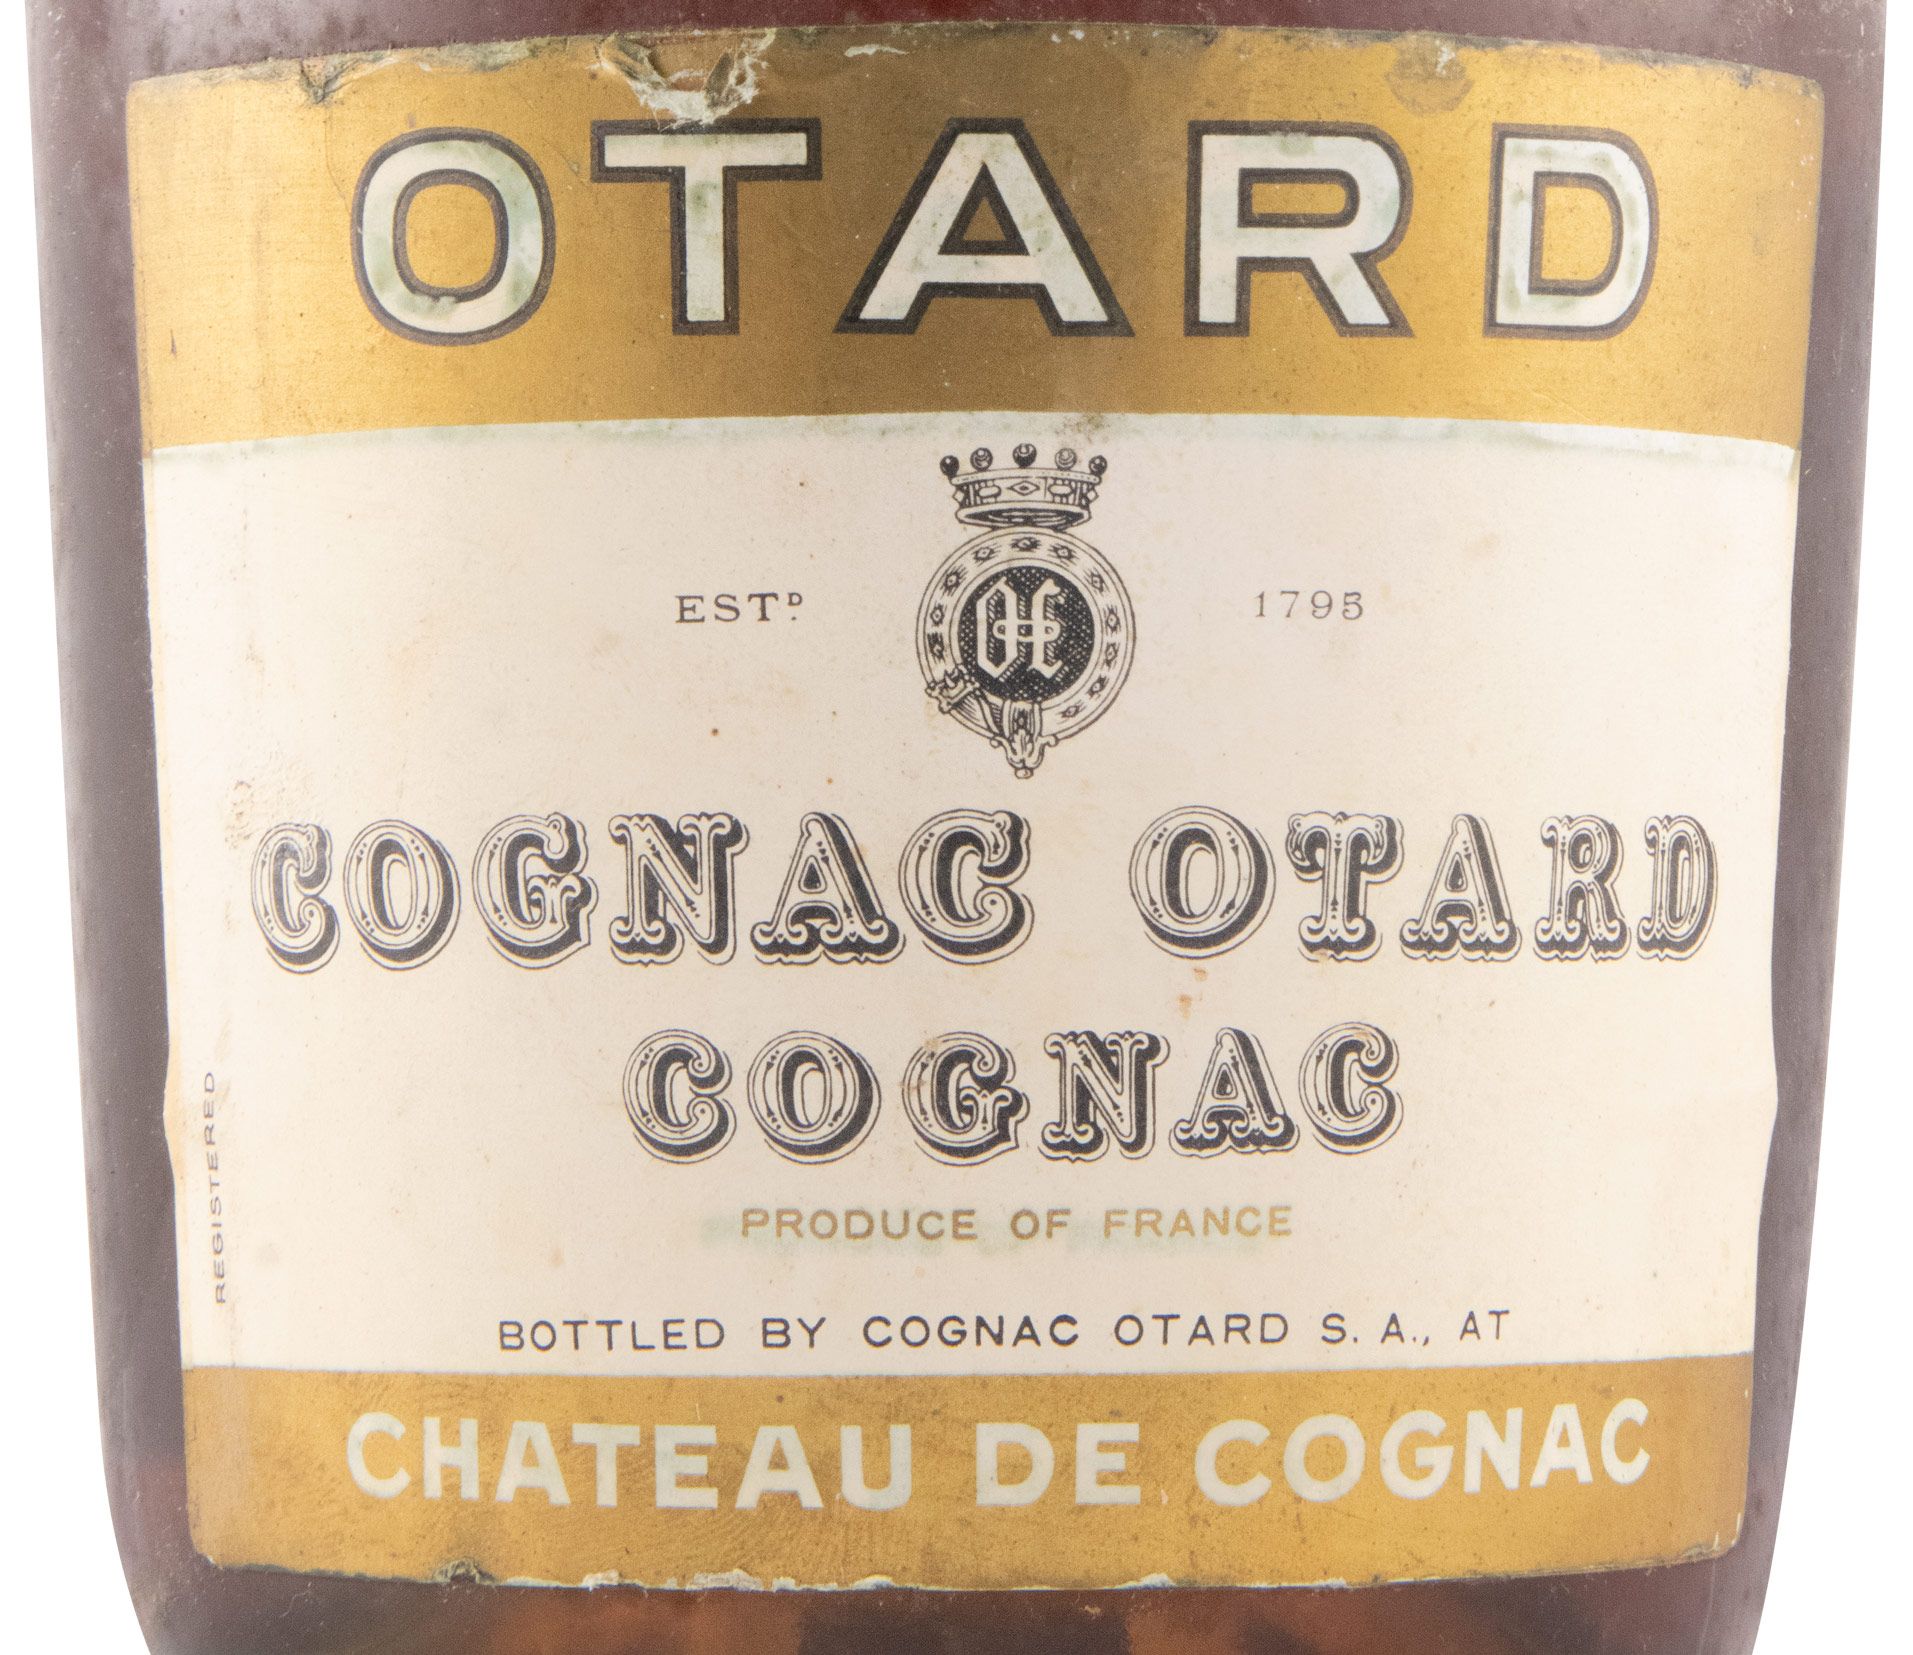 OTARD
ESTD. 1795
COGNAC OTARD
COGNAC
PRODUCE OF FRANCE
BOTTLED BY COGNAC OTARD S. A., AT
CHATEAU DE COGNAC
REGISTERED